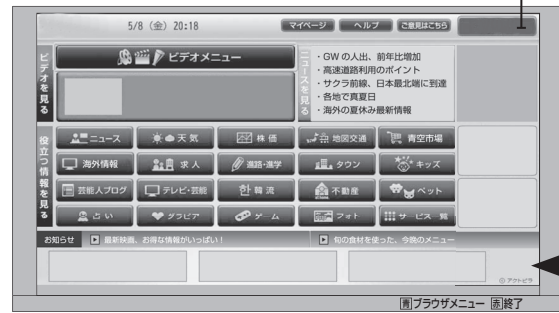 5/8（金）20:18
マイページ
ヘルプ
ご意見はこちら
ビデオを見る
ビデオメニュー
ニュースを見る
・GWの人出、前年比増加
・高速道路利用のポイント
・サクラ前線、日本最北端に到達
・各地で真夏日
・海外の夏休み最新情報
役立つ情報を見る
ニュース
天気
株価
地図交通
青空市場
海外情報
求人
進路・進学
タウン
キッズ
芸能人ブログ
テレビ・芸能
韓流
不動産
ペット
占い
グラビア
ゲーム
フォト
サービス一覧
お知らせ
最新映画、お得な情報がいっぱい！
旬の食材を使った、今晩のメニュー
© アクトビラ
青 ブラウザメニュー 赤 終了